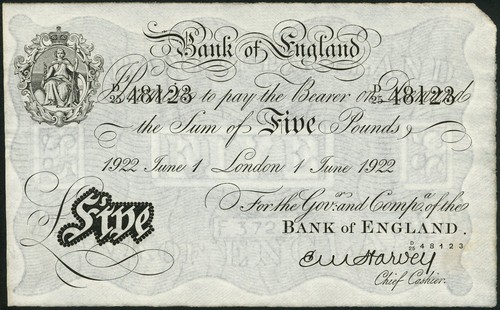 Bank of England
D/25 48123 D/25 48123
I Promise to pay the Bearer on Demand
the Sum of Five Pounds
1922 June 1 London 1 June 1922
For the Govr. and Compa. of the
£Five BANK OF ENGLAND.
D/25 48123
E M Harvey
Chief Cashier.